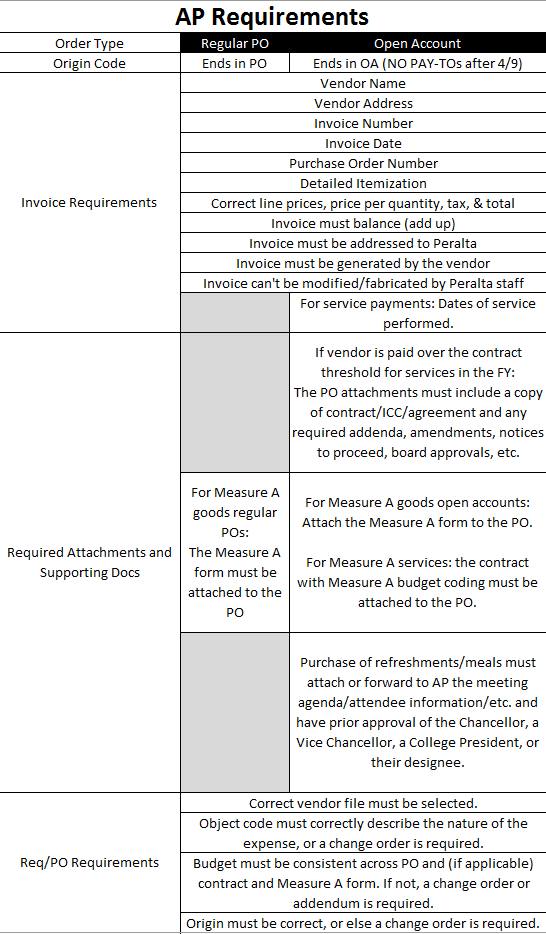 AP Requirements
Order Type
Regular PO
Open Account
Origin Code
Ends in PO
Ends in OA (NO PAY-TOs after 4/9)
Invoice Requirements
Vendor Name
Vendor Address
Invoice Number
Invoice Date
Purchase Order Number
Detailed Itemization
Correct line prices, price per quantity, tax, & total
Invoice must balance (add up)
Invoice must be addressed to Peralta
Invoice must be generated by the vendor
Invoice can't be modified/fabricated by Peralta staff
For service payments: Dates of service
performed.
Required Attachments and
Supporting Docs
If vendor is paid over the contract
threshold for services in the FY:
The PO attachments must include a copy
of contract/ICC/agreement and any
required addenda, amendments, notices
to proceed, board approvals, etc.
For Measure A
goods regular
POs:
The Measure A
form must be
attached to the
PO
For Measure A goods open accounts:
Attach the Measure A form to the PO.
For Measure A services: the contract
with Measure A budget coding must be
attached to the PO.
Purchase of refreshments/meals must
attach or forward to AP the meeting
agenda/attendee information/etc. and
have prior approval of the Chancellor, a
Vice Chancellor, a College President, or
their designee.
Req/PO Requirements
Correct vendor file must be selected.
Object code must correctly describe the nature of the
expense, or a change order is required.
Budget must be consistent across PO and (if applicable)
contract and Measure A form. If not, a change order or
addendum is required.
Origin must be correct, or else a change order is required.